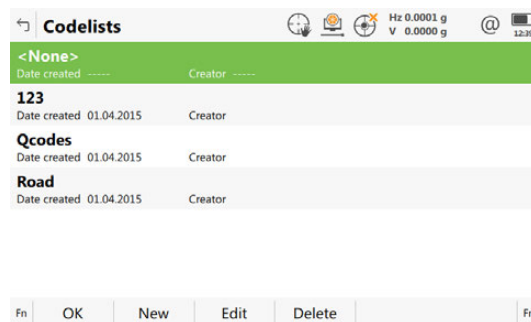 Codelists
Hz 0.0001 g
V 0.0000 g
@
<None>
Date created ----- Creator -----
123
Date created 01.04.2015 Creator
Qcodes
Date created 01.04.2015 Creator
Road
Date created 01.04.2015 Creator
Fn OK New Edit Delete